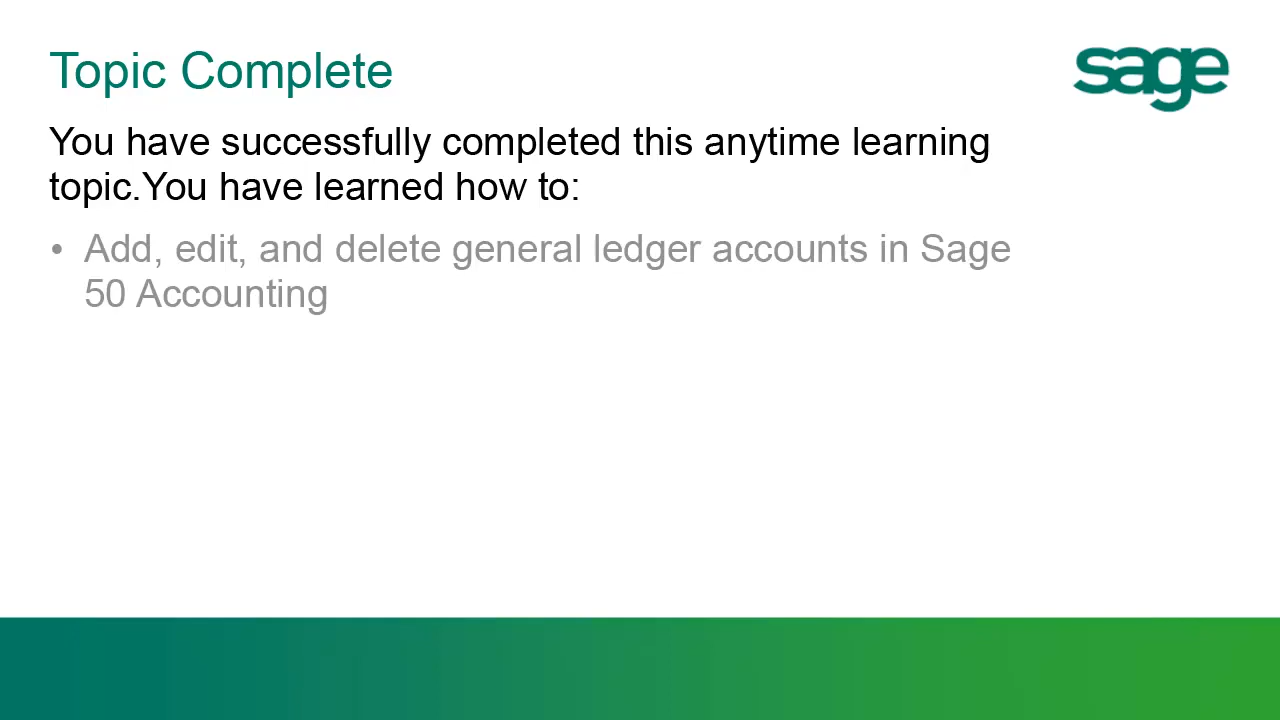 Topic Complete
sage
You have successfully completed this anytime learning
topic.You have learned how to:
• Add, edit, and delete general ledger accounts in Sage
50 Accounting